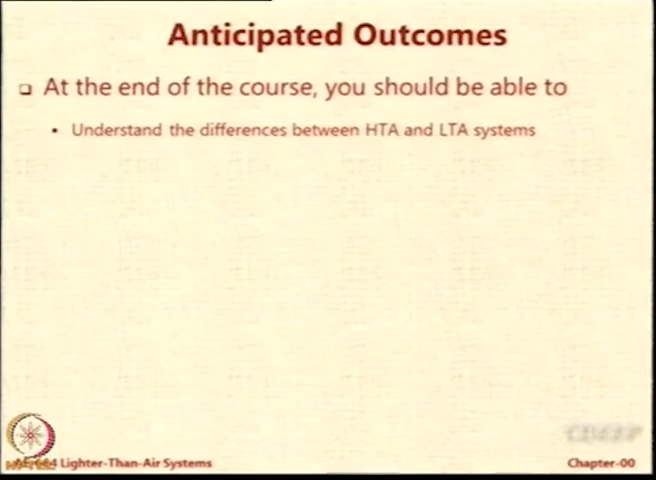 Anticipated Outcomes
At the end of the course, you should be able to
• Understand the differences between HTA and LTA systems
Lighter-Than-Air Systems
Chapter-00